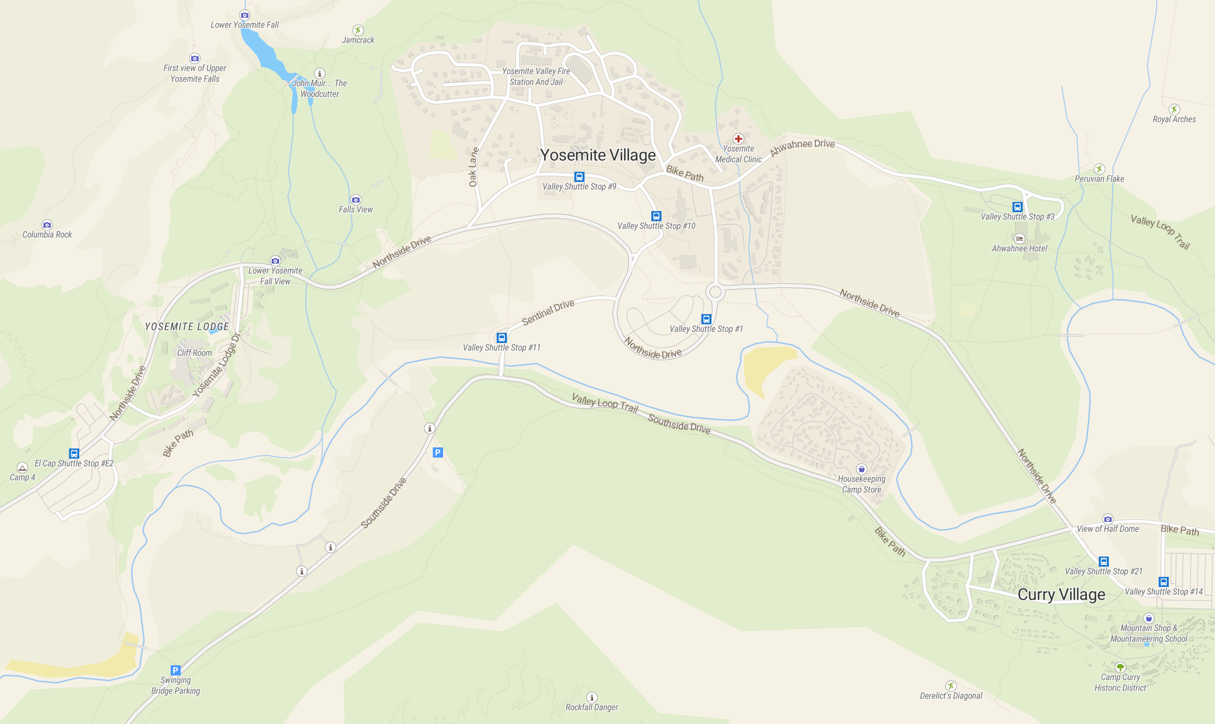 Lower Yosemite Fall
Jamcrack
First view of Upper
Yosemite Falls
John Muir... The
Woodcutter
Yosemite Valley Fire
Station And Jail
Royal Arches
Oak Lane
Yosemite Village
Yosemite
Medical Clinic
Ahwahnee Drive
Bike Path
Valley Shuttle Stop #9
Peruvian Flake
Falls View
Valley Shuttle Stop #10
Valley Shuttle Stop #3
Valley Loop Trail
Columbia Rock
Northside Drive
Ahwahnee Hotel
Lower Yosemite
Fall View
YOSEMITE LODGE
Sentinel Drive
Northside Drive
Valley Shuttle Stop #1
Cliff Room
Valley Shuttle Stop #11
Northside Drive
Yosemite Lodge Dr
Northside Drive
Valley Loop Trail
Southside Drive
Bike Path
El Cap Shuttle Stop #E2
Camp 4
Housekeeping
Camp Store
Northside Drive
Southside Drive
Bike Path
View of Half Dome
Bike Path
Valley Shuttle Stop #21
Valley Shuttle Stop #14
Curry Village
Mountain Shop &
Mountaineering School
Swinging
Bridge Parking
Camp Curry
Historic District
Derelict's Diagonal
Rockfall Danger
P
P